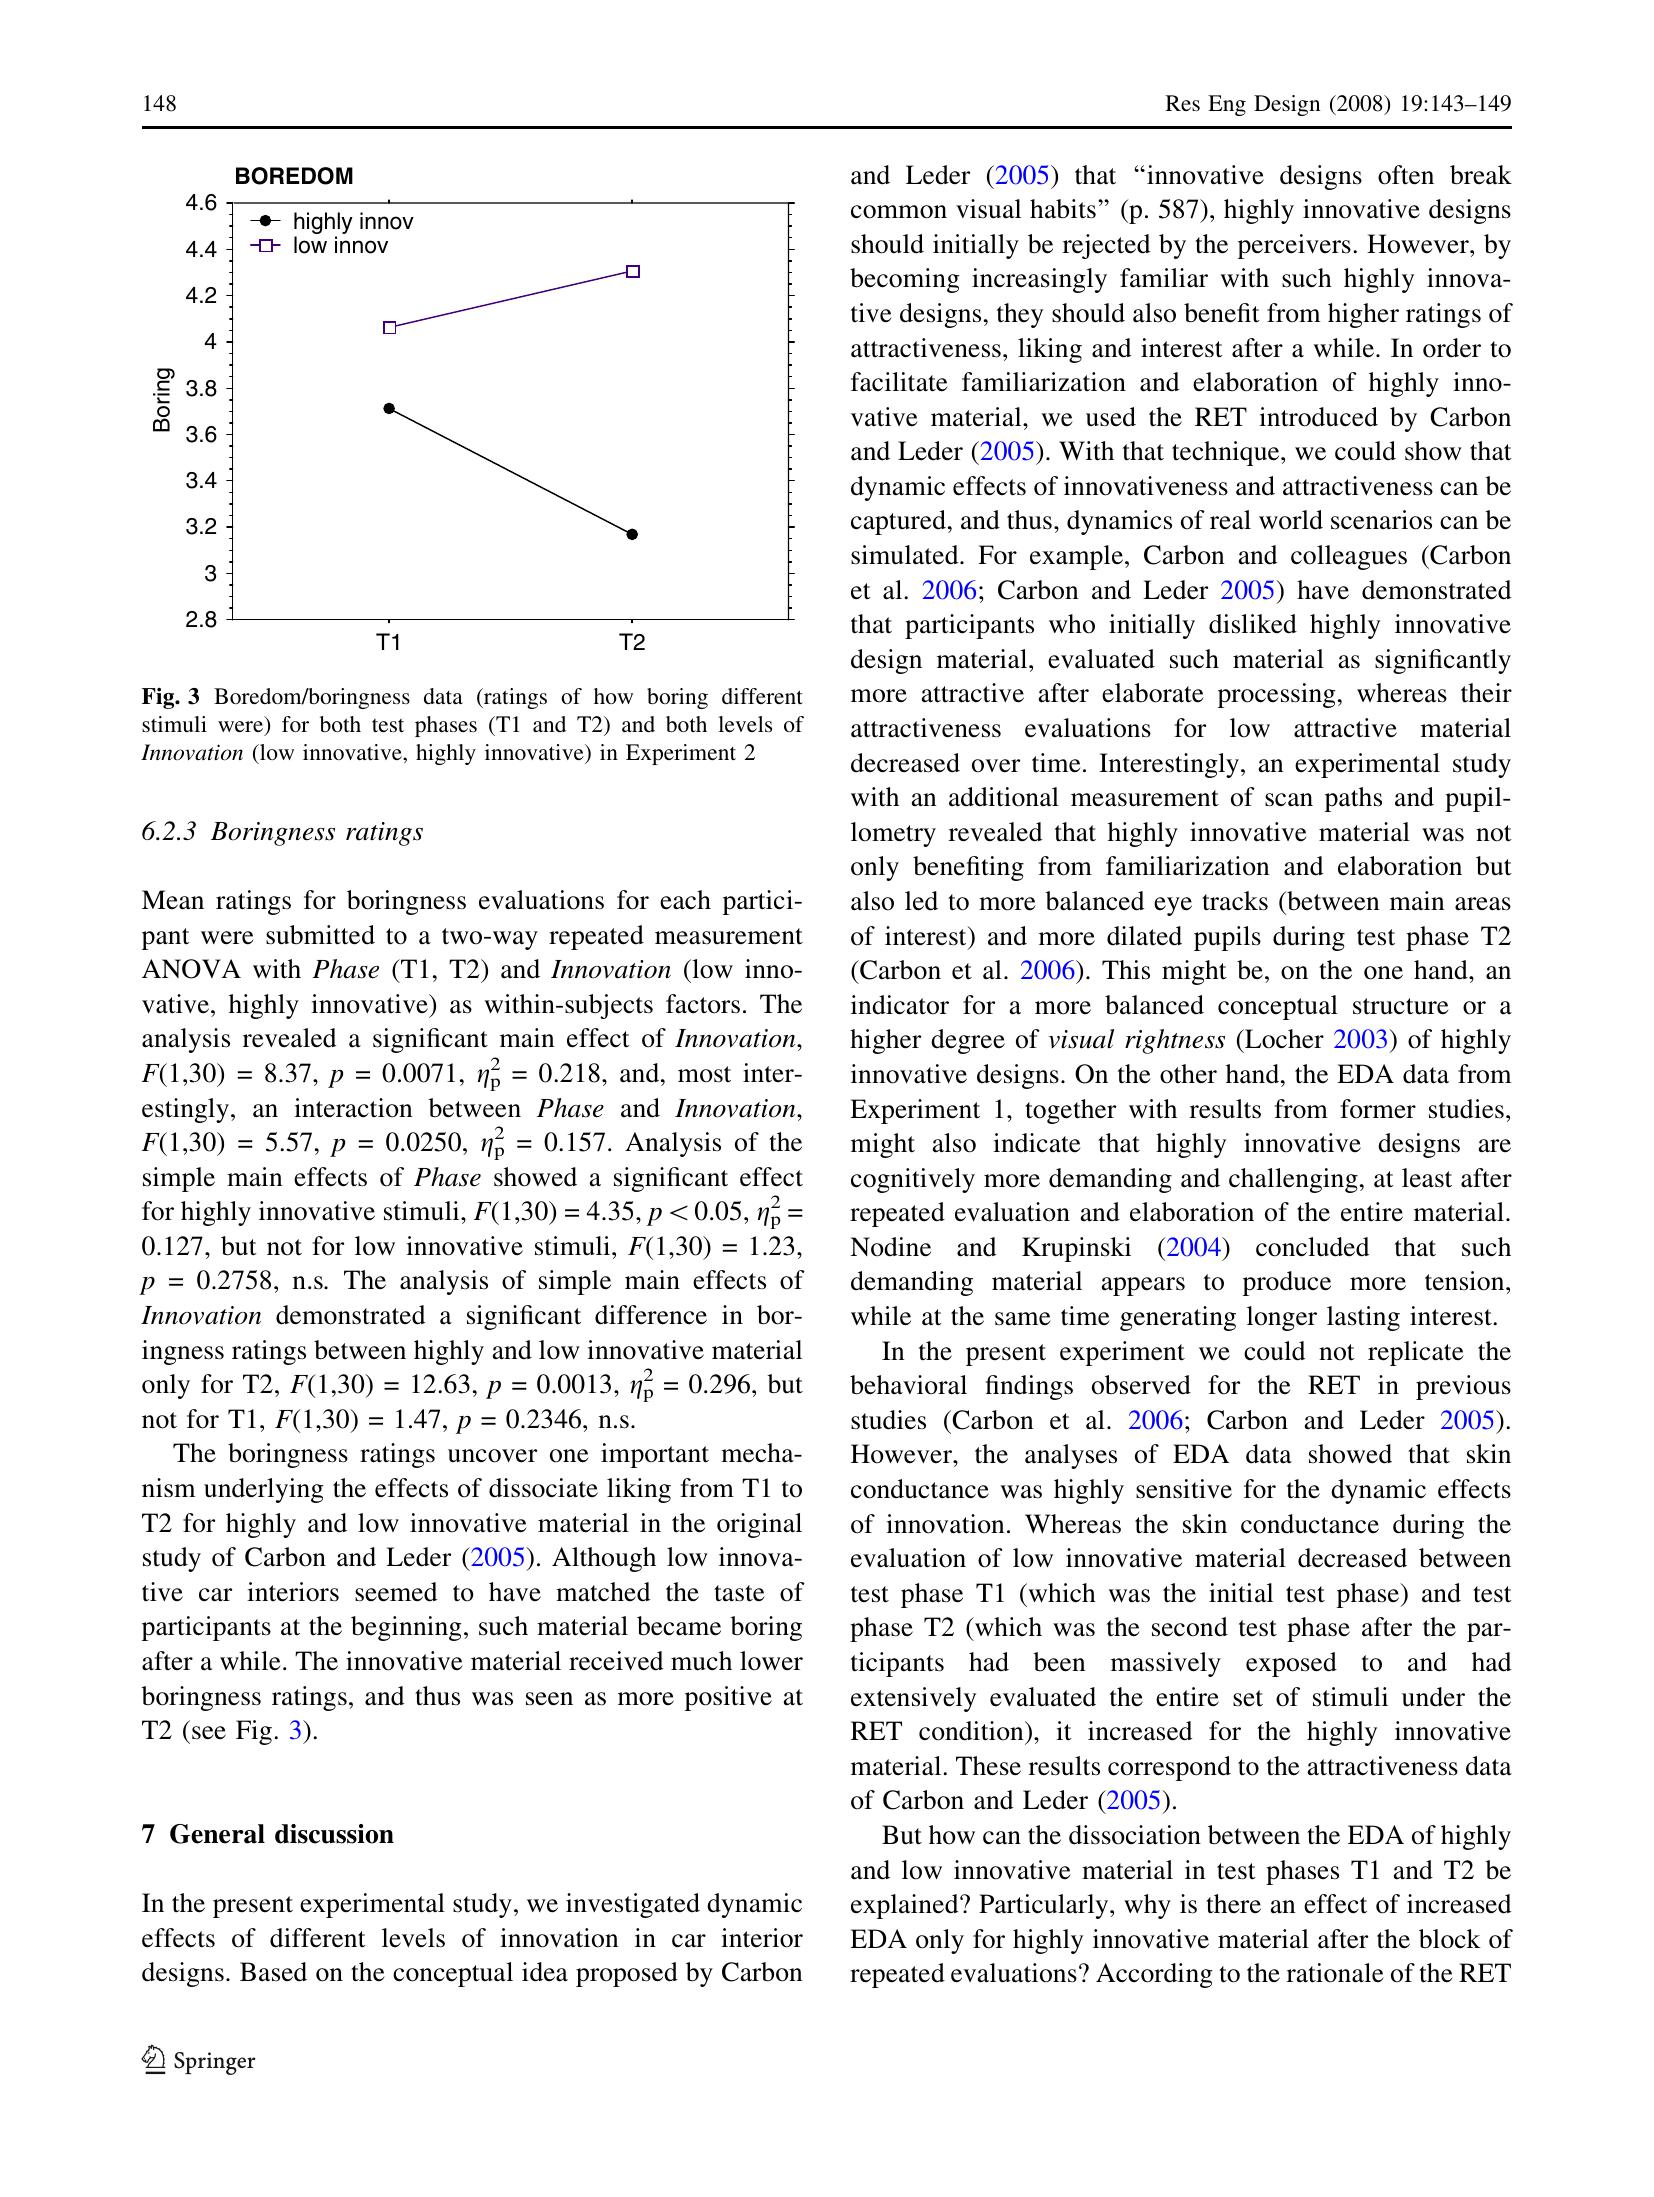 148
Res Eng Design (2008) 19:143–149
BOREDOM
4.6
4.4
4.2
4
3.8
3.6
3.4
3.2
3
2.8
Boring
highly innov
low innov
T1
T2
Fig. 3 Boredom/boringness data (ratings of how boring different
stimuli were) for both test phases (T1 and T2) and both levels of
Innovation (low innovative, highly innovative) in Experiment 2
6.2.3 Boringness ratings
Mean ratings for boringness evaluations for each partici-
pant were submitted to a two-way repeated measurement
ANOVA with Phase (T1, T2) and Innovation (low inno-
vative, highly innovative) as within-subjects factors. The
analysis revealed a significant main effect of Innovation,
F(1,30) = 8.37, p = 0.0071, η²p = 0.218, and, most inter-
estingly, an interaction between Phase and Innovation,
F(1,30) = 5.57, p = 0.0250, η²p = 0.157. Analysis of the
simple main effects of Phase showed a significant effect
for highly innovative stimuli, F(1,30) = 4.35, p < 0.05, η²p =
0.127, but not for low innovative stimuli, F(1,30) = 1.23,
p = 0.2758, n.s. The analysis of simple main effects of
Innovation demonstrated a significant difference in bor-
ingness ratings between highly and low innovative material
only for T2, F(1,30) = 12.63, p = 0.0013, η²p = 0.296, but
not for T1, F(1,30) = 1.47, p = 0.2346, n.s.
The boringness ratings uncover one important mecha-
nism underlying the effects of dissociate liking from T1 to
T2 for highly and low innovative material in the original
study of Carbon and Leder (2005). Although low innova-
tive car interiors seemed to have matched the taste of
participants at the beginning, such material became boring
after a while. The innovative material received much lower
boringness ratings, and thus was seen as more positive at
T2 (see Fig. 3).
7 General discussion
In the present experimental study, we investigated dynamic
effects of different levels of innovation in car interior
designs. Based on the conceptual idea proposed by Carbon
and Leder (2005) that “innovative designs often break
common visual habits” (p. 587), highly innovative designs
should initially be rejected by the perceivers. However, by
becoming increasingly familiar with such highly innova-
tive designs, they should also benefit from higher ratings of
attractiveness, liking and interest after a while. In order to
facilitate familiarization and elaboration of highly inno-
vative material, we used the RET introduced by Carbon
and Leder (2005). With that technique, we could show that
dynamic effects of innovativeness and attractiveness can be
captured, and thus, dynamics of real world scenarios can be
simulated. For example, Carbon and colleagues (Carbon
et al. 2006; Carbon and Leder 2005) have demonstrated
that participants who initially disliked highly innovative
design material, evaluated such material as significantly
more attractive after elaborate processing, whereas their
attractiveness evaluations for low attractive material
decreased over time. Interestingly, an experimental study
with an additional measurement of scan paths and pupil-
lometry revealed that highly innovative material was not
only benefiting from familiarization and elaboration but
also led to more balanced eye tracks (between main areas
of interest) and more dilated pupils during test phase T2
(Carbon et al. 2006). This might be, on the one hand, an
indicator for a more balanced conceptual structure or a
higher degree of visual rightness (Locher 2003) of highly
innovative designs. On the other hand, the EDA data from
Experiment 1, together with results from former studies,
might also indicate that highly innovative designs are
cognitively more demanding and challenging, at least after
repeated evaluation and elaboration of the entire material.
Nodine and Krupinski (2004) concluded that such
demanding material appears to produce more tension,
while at the same time generating longer lasting interest.
In the present experiment we could not replicate the
behavioral findings observed for the RET in previous
studies (Carbon et al. 2006; Carbon and Leder 2005).
However, the analyses of EDA data showed that skin
conductance was highly sensitive for the dynamic effects
of innovation. Whereas the skin conductance during the
evaluation of low innovative material decreased between
test phase T1 (which was the initial test phase) and test
phase T2 (which was the second test phase after the par-
ticipants had been massively exposed to and had
extensively evaluated the entire set of stimuli under the
RET condition), it increased for the highly innovative
material. These results correspond to the attractiveness data
of Carbon and Leder (2005).
But how can the dissociation between the EDA of highly
and low innovative material in test phases T1 and T2 be
explained? Particularly, why is there an effect of increased
EDA only for highly innovative material after the block of
repeated evaluations? According to the rationale of the RET
Springer